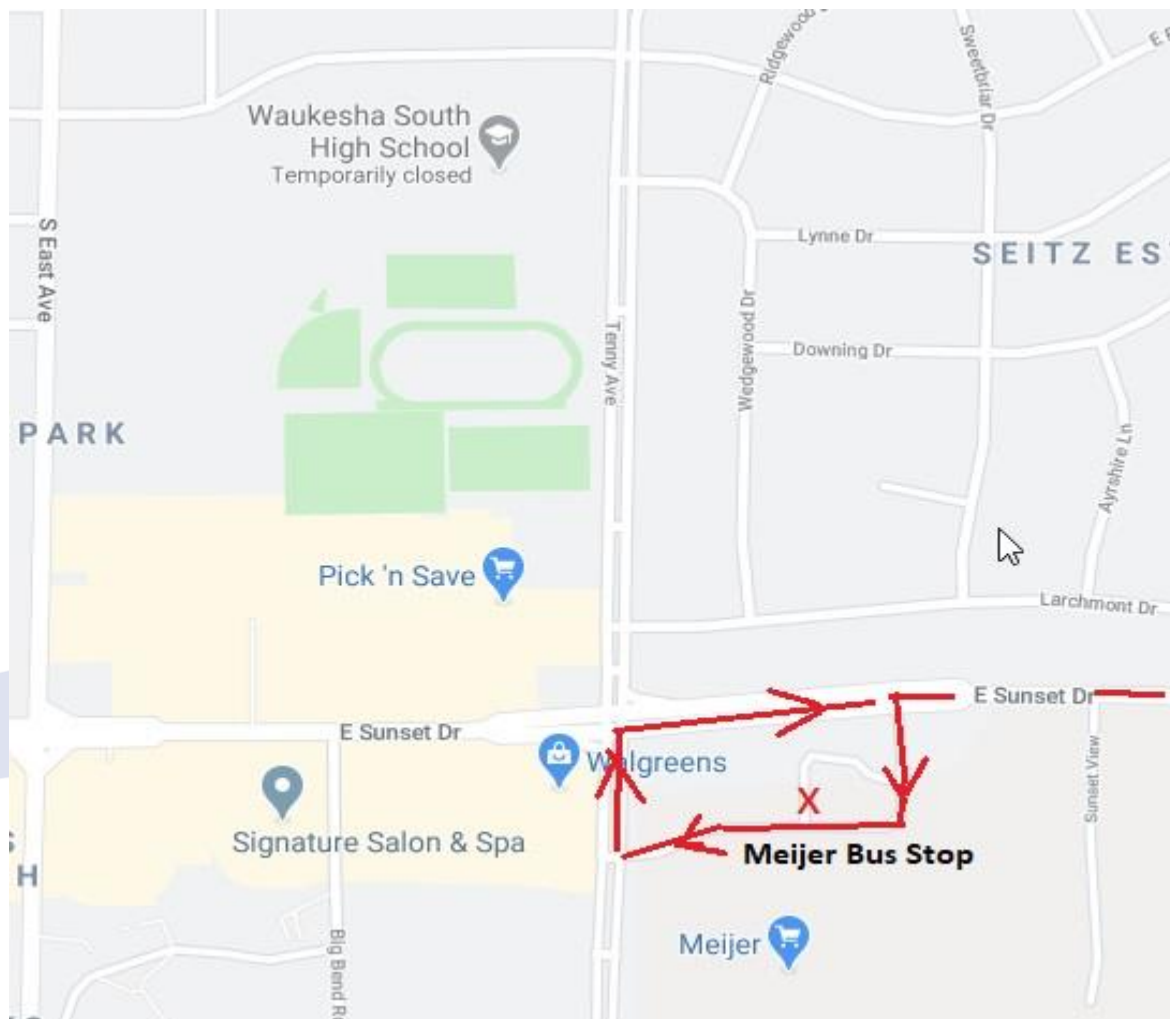 Ridgewood
Sweetbriar Dr
Waukesha South
High School
Temporarily closed
S East Ave
Lynne Dr
SEITZ ES
Tenny Ave
Wedgewood Dr
Downing Dr
PARK
Ayrshire Ln
Pick 'n Save
Larchmont Dr
E Sunset Dr
E Sunset Dr
Walgreens
Sunset View
X
Signature Salon & Spa
Meijer Bus Stop
H
Big Bend R
Meijer